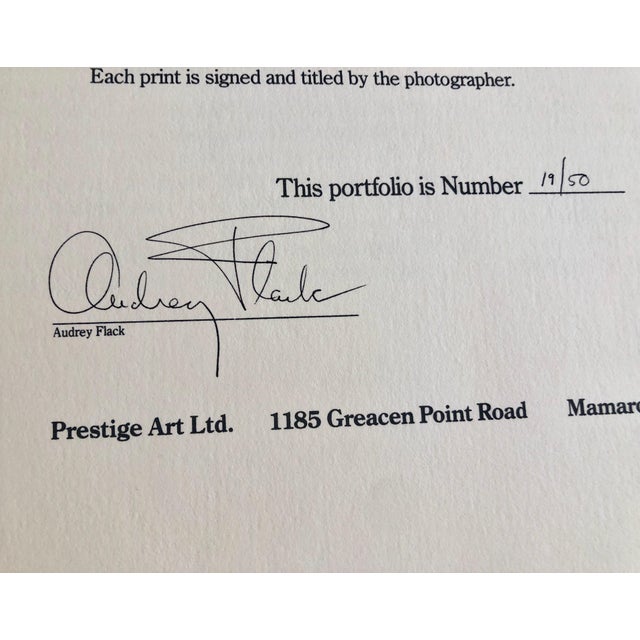 Each print is signed and titled by the photographer.
This portfolio is Number 19/50
Audrey Flack
Audrey Flack
Prestige Art Ltd. 1185 Greacen Point Road